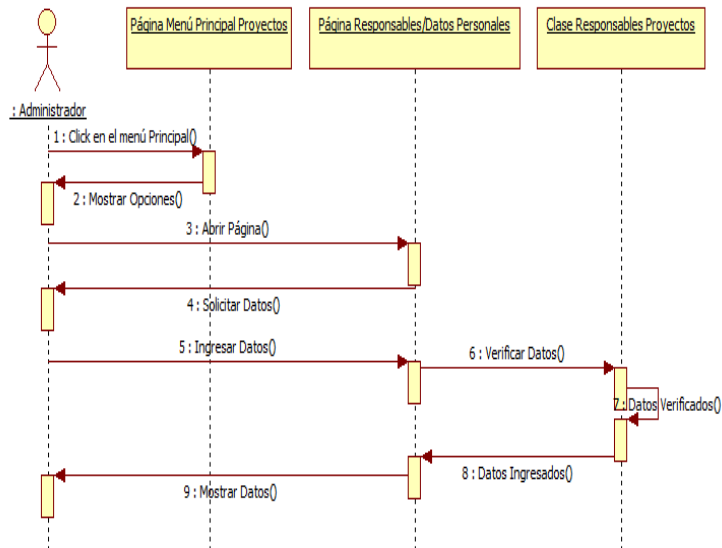 Página Menú Principal Proyectos
Página Responsables/Datos Personales
Clase Responsables Proyectos
: Administrador
1 : Click en el menú Principal()
2 : Mostrar Opciones()
3 : Abrir Página()
4 : Solicitar Datos()
5 : Ingresar Datos()
6 : Verificar Datos()
7 : Datos Verificados()
8 : Datos Ingresados()
9 : Mostrar Datos()